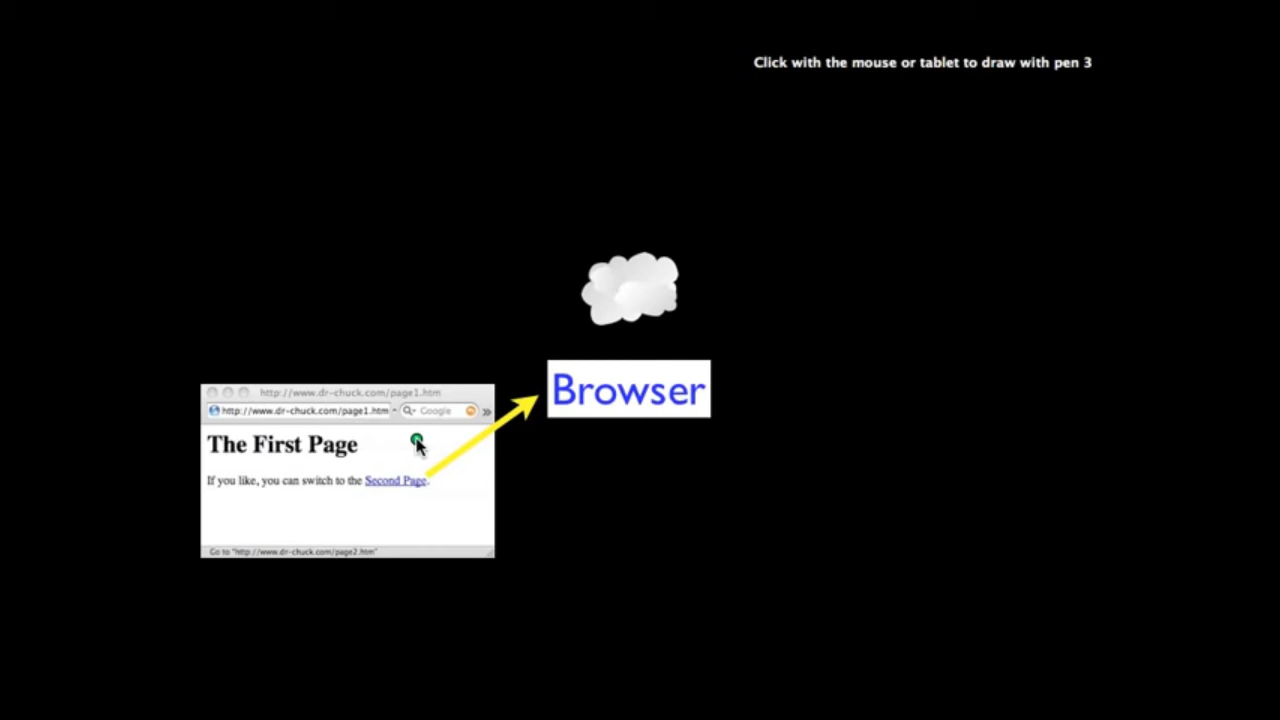 Click with the mouse or tablet to draw with pen 3
Browser
http://www.dr-chuck.com/page1.htm
http://www.dr-chuck.com/page1.htm
Google
The First Page
If you like, you can switch to the Second Page.
Go to "http://www.dr-chuck.com/page2.htm"